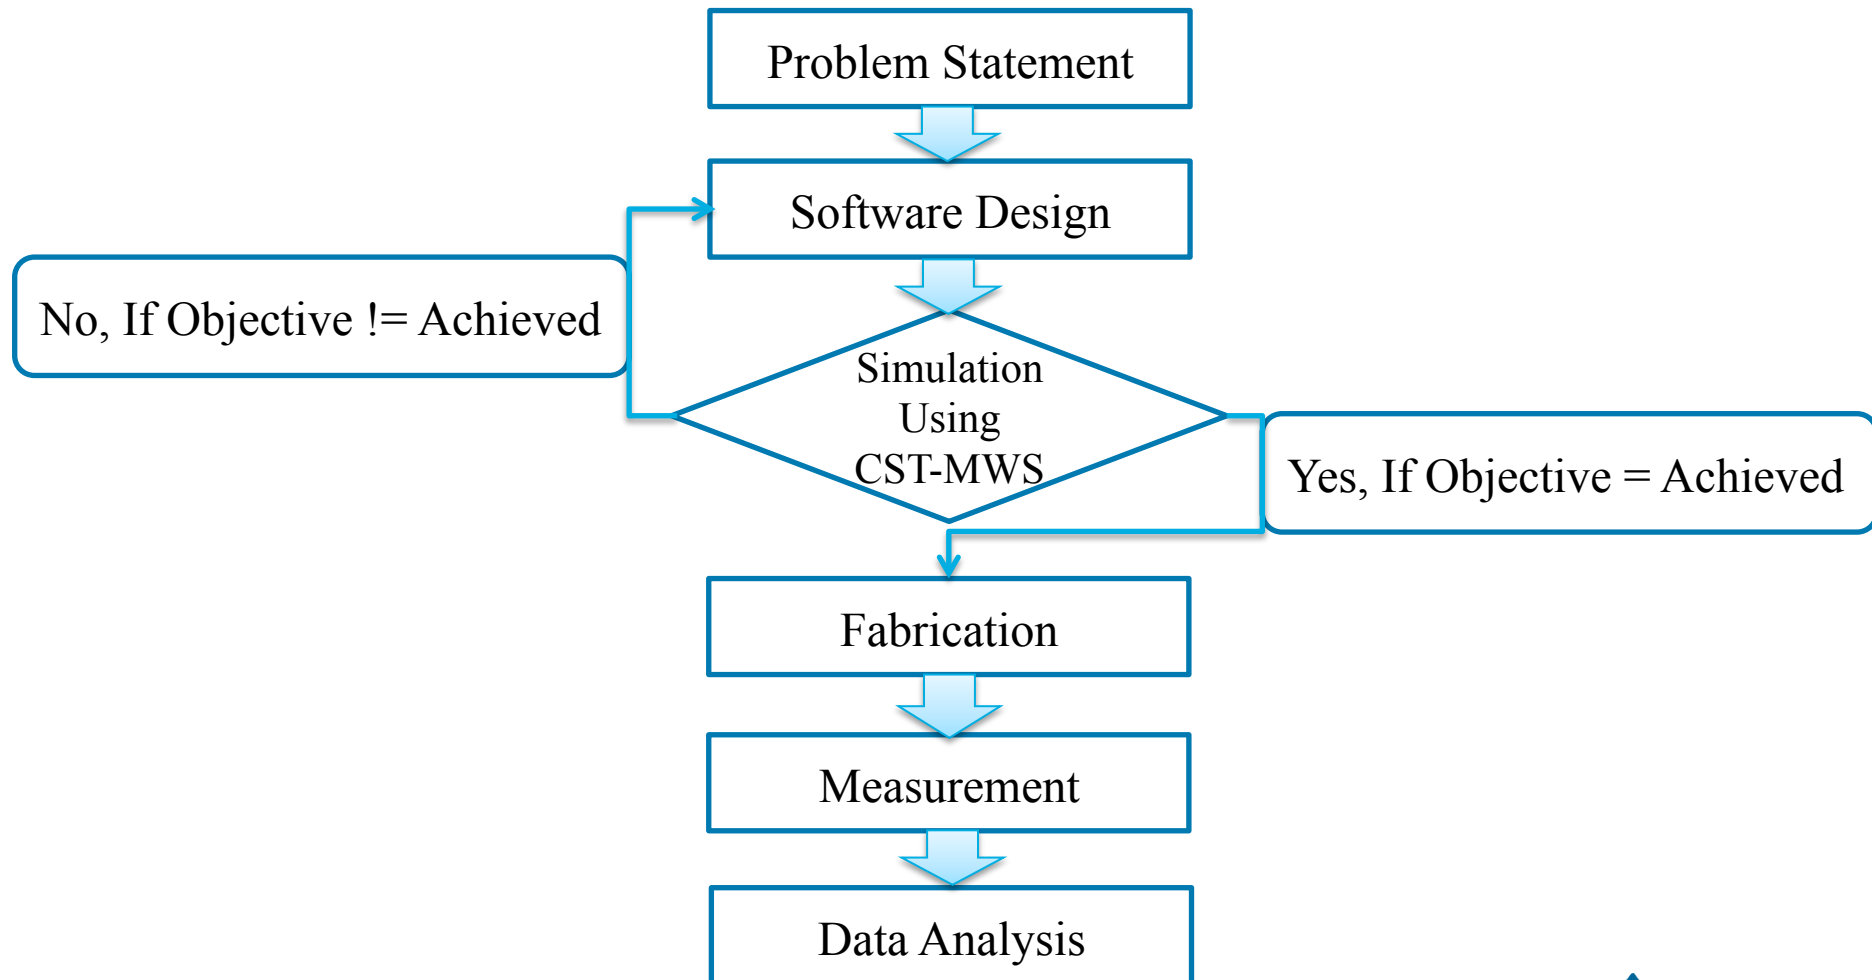 Problem Statement
Software Design
No, If Objective != Achieved
Simulation
Using
CST-MWS
Yes, If Objective = Achieved
Fabrication
Measurement
Data Analysis